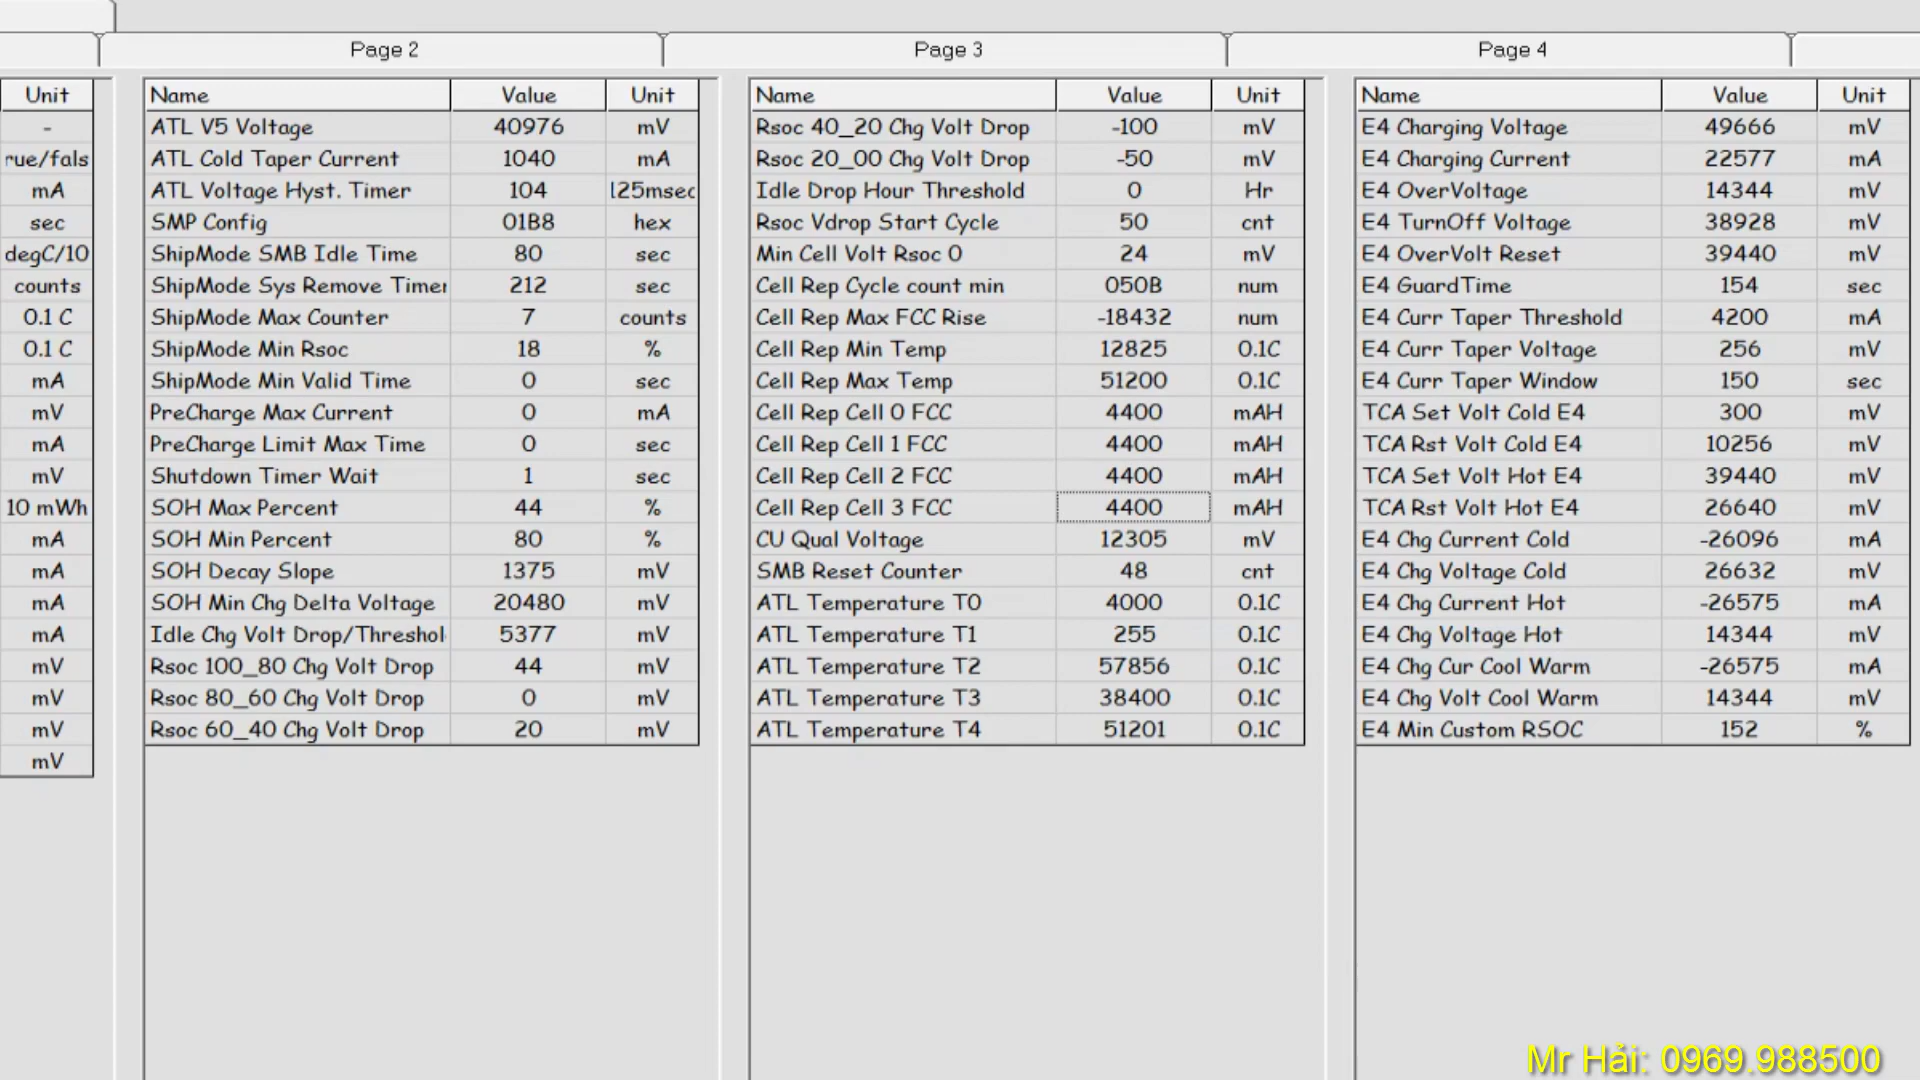 Page 2 Page 3 Page 4
Unit
-
rue/fals
mA
sec
degC/10
counts
0.1 C
0.1 C
mA
mV
mA
mV
10 mWh
mA
mA
mA
mA
mV
mV
mV
mV
Name Value Unit
ATL V5 Voltage 40976 mV
ATL Cold Taper Current 1040 mA
ATL Voltage Hyst. Timer 104 125msec
SMP Config 01B8 hex
ShipMode SMB Idle Time 80 sec
ShipMode Sys Remove Timer 212 sec
ShipMode Max Counter 7 counts
ShipMode Min Rsoc 18 %
ShipMode Min Valid Time 0 sec
PreCharge Max Current 0 mA
PreCharge Limit Max Time 0 sec
Shutdown Timer Wait 1 sec
SOH Max Percent 44 %
SOH Min Percent 80 %
SOH Decay Slope 1375 mV
SOH Min Chg Delta Voltage 20480 mV
Idle Chg Volt Drop/Threshol 5377 mV
Rsoc 100_80 Chg Volt Drop 44 mV
Rsoc 80_60 Chg Volt Drop 0 mV
Rsoc 60_40 Chg Volt Drop 20 mV
Name Value Unit
Rsoc 40_20 Chg Volt Drop -100 mV
Rsoc 20_00 Chg Volt Drop -50 mV
Idle Drop Hour Threshold 0 Hr
Rsoc Vdrop Start Cycle 50 cnt
Min Cell Volt Rsoc 0 24 mV
Cell Rep Cycle count min 050B num
Cell Rep Max FCC Rise -18432 num
Cell Rep Min Temp 12825 0.1C
Cell Rep Max Temp 51200 0.1C
Cell Rep Cell 0 FCC 4400 mAH
Cell Rep Cell 1 FCC 4400 mAH
Cell Rep Cell 2 FCC 4400 mAH
Cell Rep Cell 3 FCC 4400 mAH
CU Qual Voltage 12305 mV
SMB Reset Counter 48 cnt
ATL Temperature T0 4000 0.1C
ATL Temperature T1 255 0.1C
ATL Temperature T2 57856 0.1C
ATL Temperature T3 38400 0.1C
ATL Temperature T4 51201 0.1C
Name Value Unit
E4 Charging Voltage 49666 mV
E4 Charging Current 22577 mA
E4 OverVoltage 14344 mV
E4 TurnOff Voltage 38928 mV
E4 OverVolt Reset 39440 mV
E4 GuardTime 154 sec
E4 Curr Taper Threshold 4200 mA
E4 Curr Taper Voltage 256 mV
E4 Curr Taper Window 150 sec
TCA Set Volt Cold E4 300 mV
TCA Rst Volt Cold E4 10256 mV
TCA Set Volt Hot E4 39440 mV
TCA Rst Volt Hot E4 26640 mV
E4 Chg Current Cold -26096 mA
E4 Chg Voltage Cold 26632 mV
E4 Chg Current Hot -26575 mA
E4 Chg Voltage Hot 14344 mV
E4 Chg Cur Cool Warm -26575 mA
E4 Chg Volt Cool Warm 14344 mV
E4 Min Custom RSOC 152 %
Mr Hải: 0969.988500